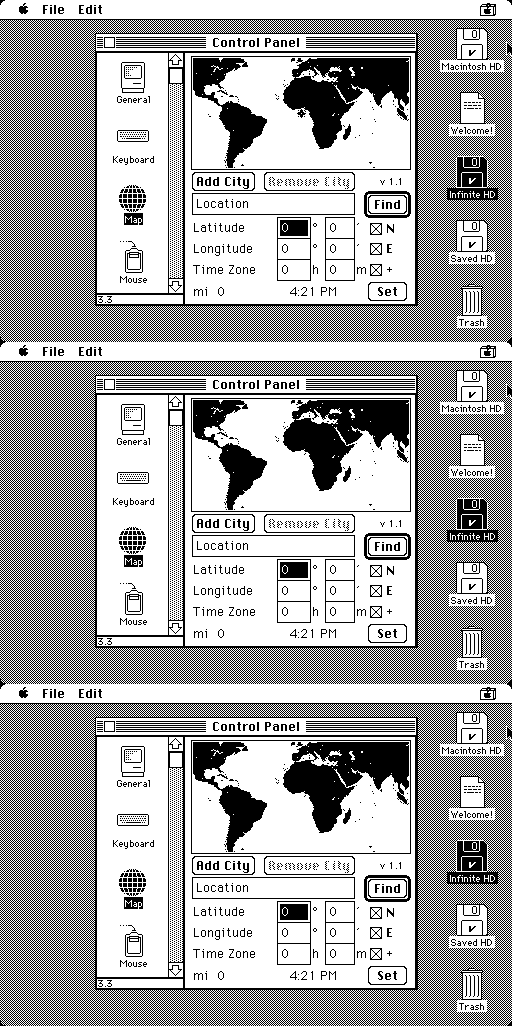 File Edit
Control Panel
Macintosh HD
General
Welcome!
Keyboard
Add City Remove City v 1.1
Infinite HD
Location Find
Map
Latitude 0 ° 0 ′ N
Longitude 0 0 E
Saved HD
Time Zone 0 h 0 m +
Mouse
mi 0 4:21 PM Set
3.3
Trash
File Edit
Control Panel
Macintosh HD
General
Welcome!
Keyboard
Add City Remove City v 1.1
Infinite HD
Location Find
Map
Latitude 0 ° 0 ′ N
Longitude 0 0 E
Saved HD
Time Zone 0 h 0 m +
Mouse
mi 0 4:21 PM Set
3.3
Trash
File Edit
Control Panel
Macintosh HD
General
Welcome!
Keyboard
Add City Remove City v 1.1
Infinite HD
Location Find
Map
Latitude 0 ° 0 ′ N
Longitude 0 0 E
Saved HD
Time Zone 0 h 0 m +
Mouse
mi 0 4:21 PM Set
3.3
Trash